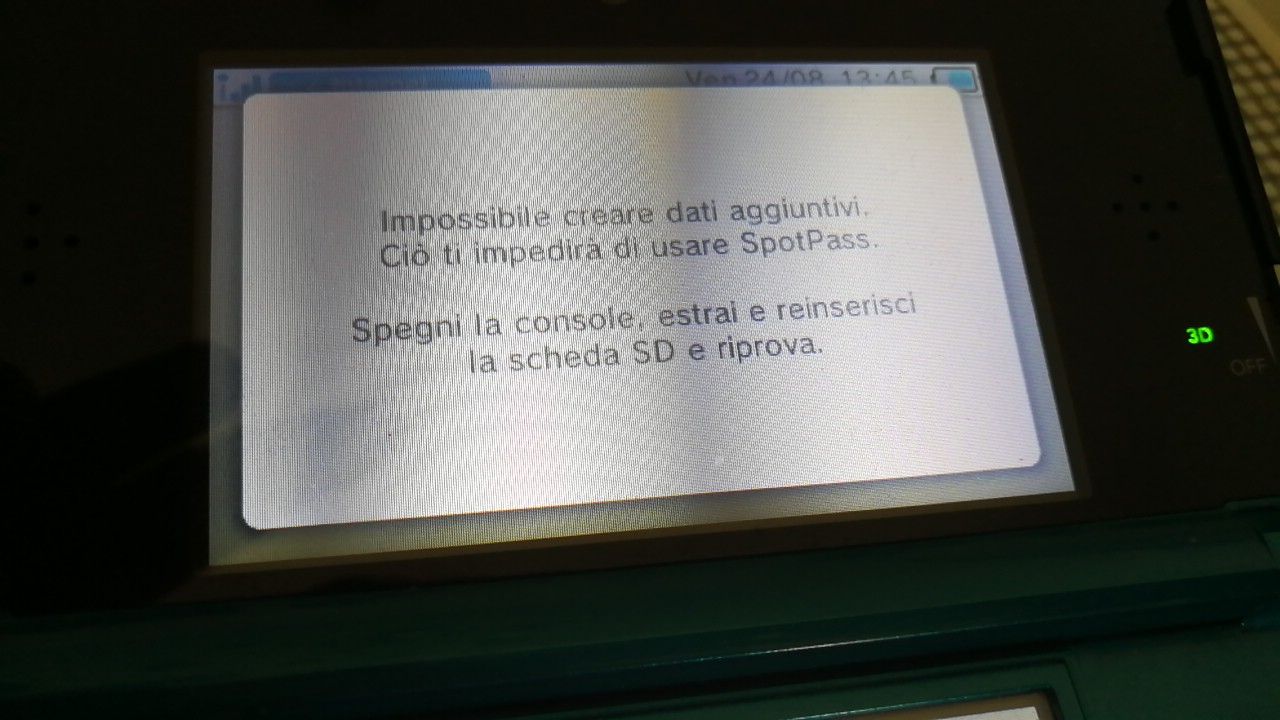 Ven 24/08 13:45
Impossibile creare dati aggiuntivi.
Ciò ti impedirà di usare SpotPass.
Spegni la console, estrai e reinserisci
la scheda SD e riprova.
3D
OFF